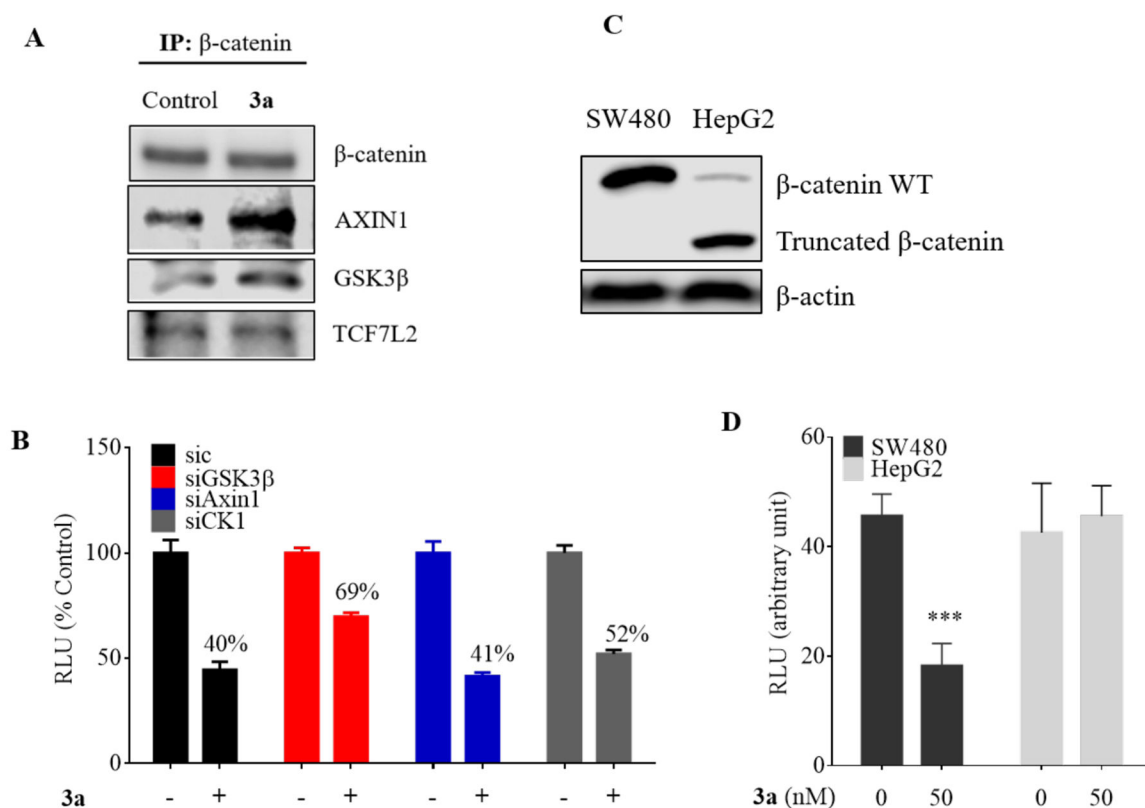 A
IP: β-catenin
Control 3a
β-catenin
AXIN1
GSK3β
TCF7L2
C
SW480 HepG2
β-catenin WT
Truncated β-catenin
β-actin
B
RLU (% Control)
150
100
50
0
sic
siGSK3β
siAxin1
siCK1
40%
69%
41%
52%
3a - + - + - + - +
D
RLU (arbitrary unit)
60
40
20
0
SW480
HepG2
***
3a (nM) 0 50 0 50